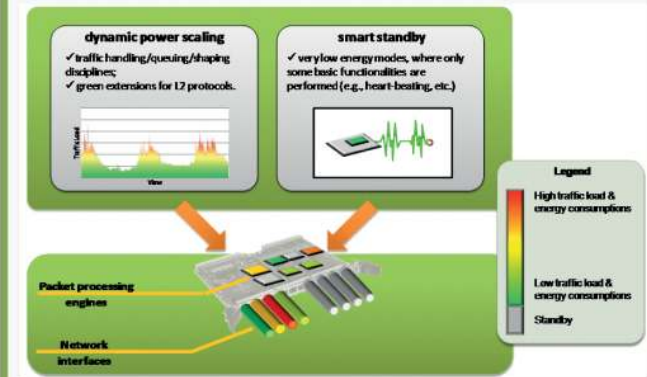 dynamic power scaling
✓traffic handling/queuing/shaping
disciplines;
✓ green extensions for L2 protocols.
Traffic Load
smart standby
✓ very low energy modes, where only
some basic functionalities are
performed (e.g., heart-beating, etc.)
Legend
High traffic load &
energy consumptions
Low traffic load &
energy consumptions
Standby
Packet processing
engines
Network
interfaces